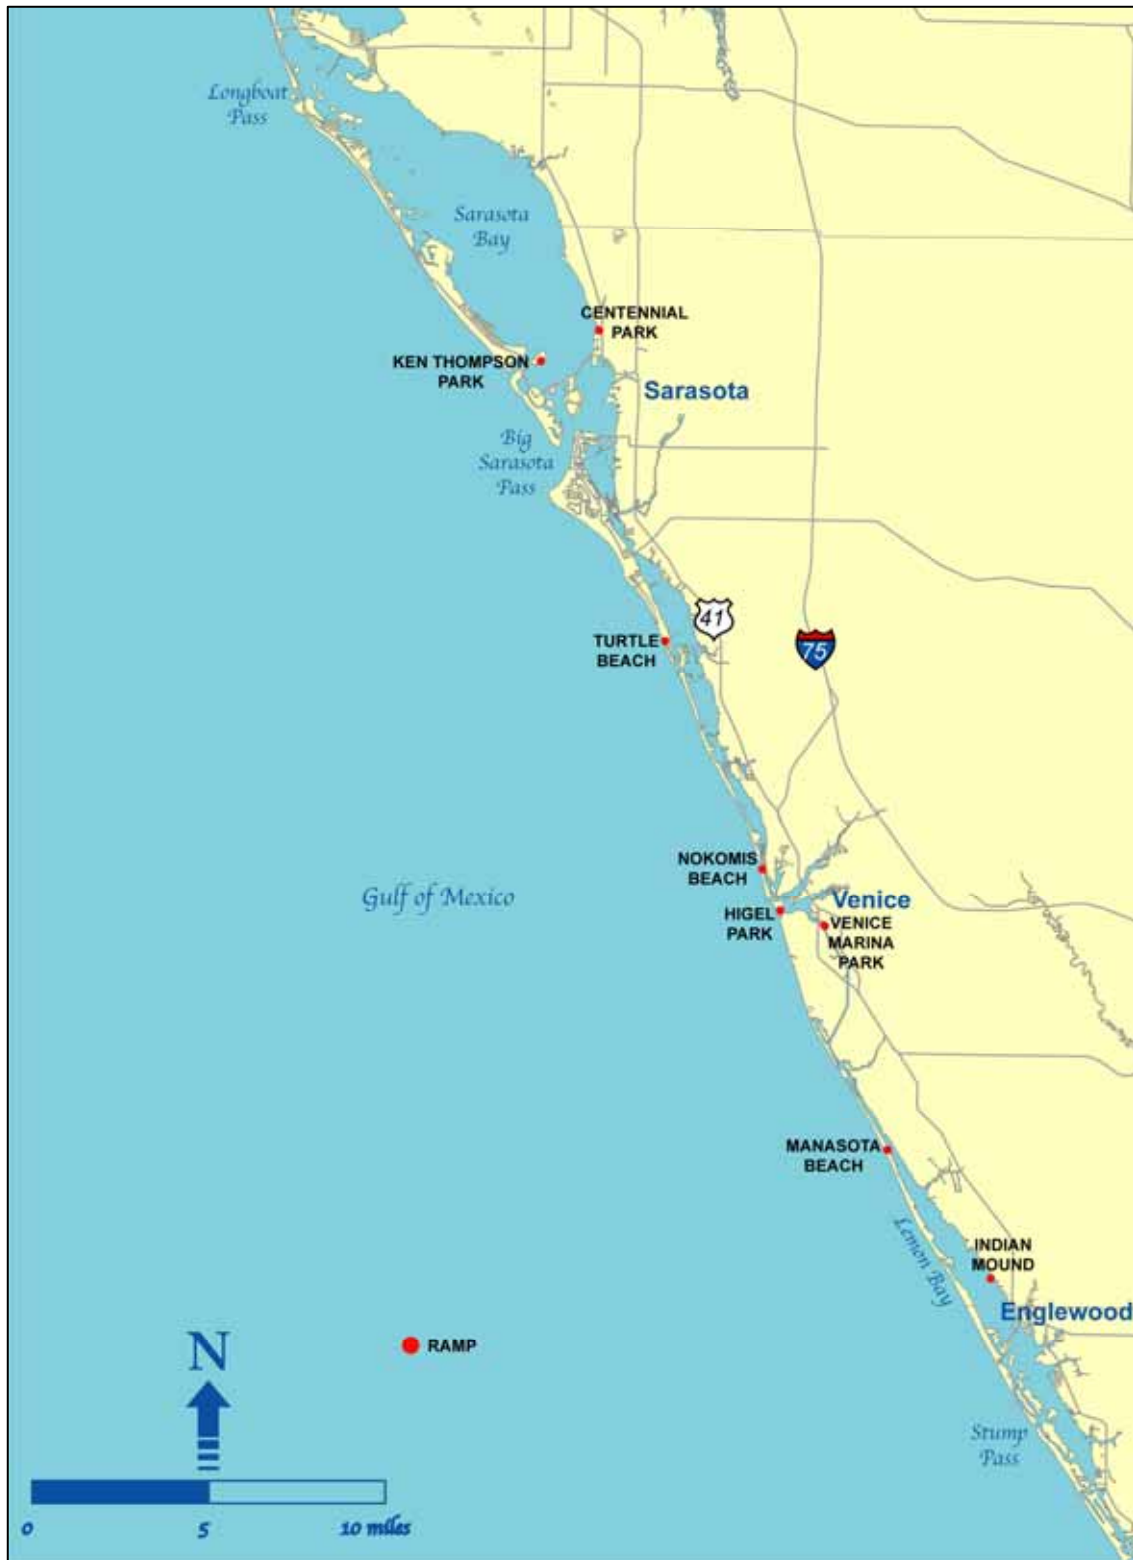 Longboat
Pass
Sarasota
Bay
CENTENNIAL
PARK
KEN THOMPSON
PARK
Sarasota
Big
Sarasota
Pass
41
TURTLE
BEACH
75
NOKOMIS
BEACH
Gulf of Mexico
Venice
HIGEL
PARK
VENICE
MARINA
PARK
MANASOTA
BEACH
Lemon Bay
INDIAN
MOUND
Englewood
RAMP
N
Stump
Pass
0 5 10 miles